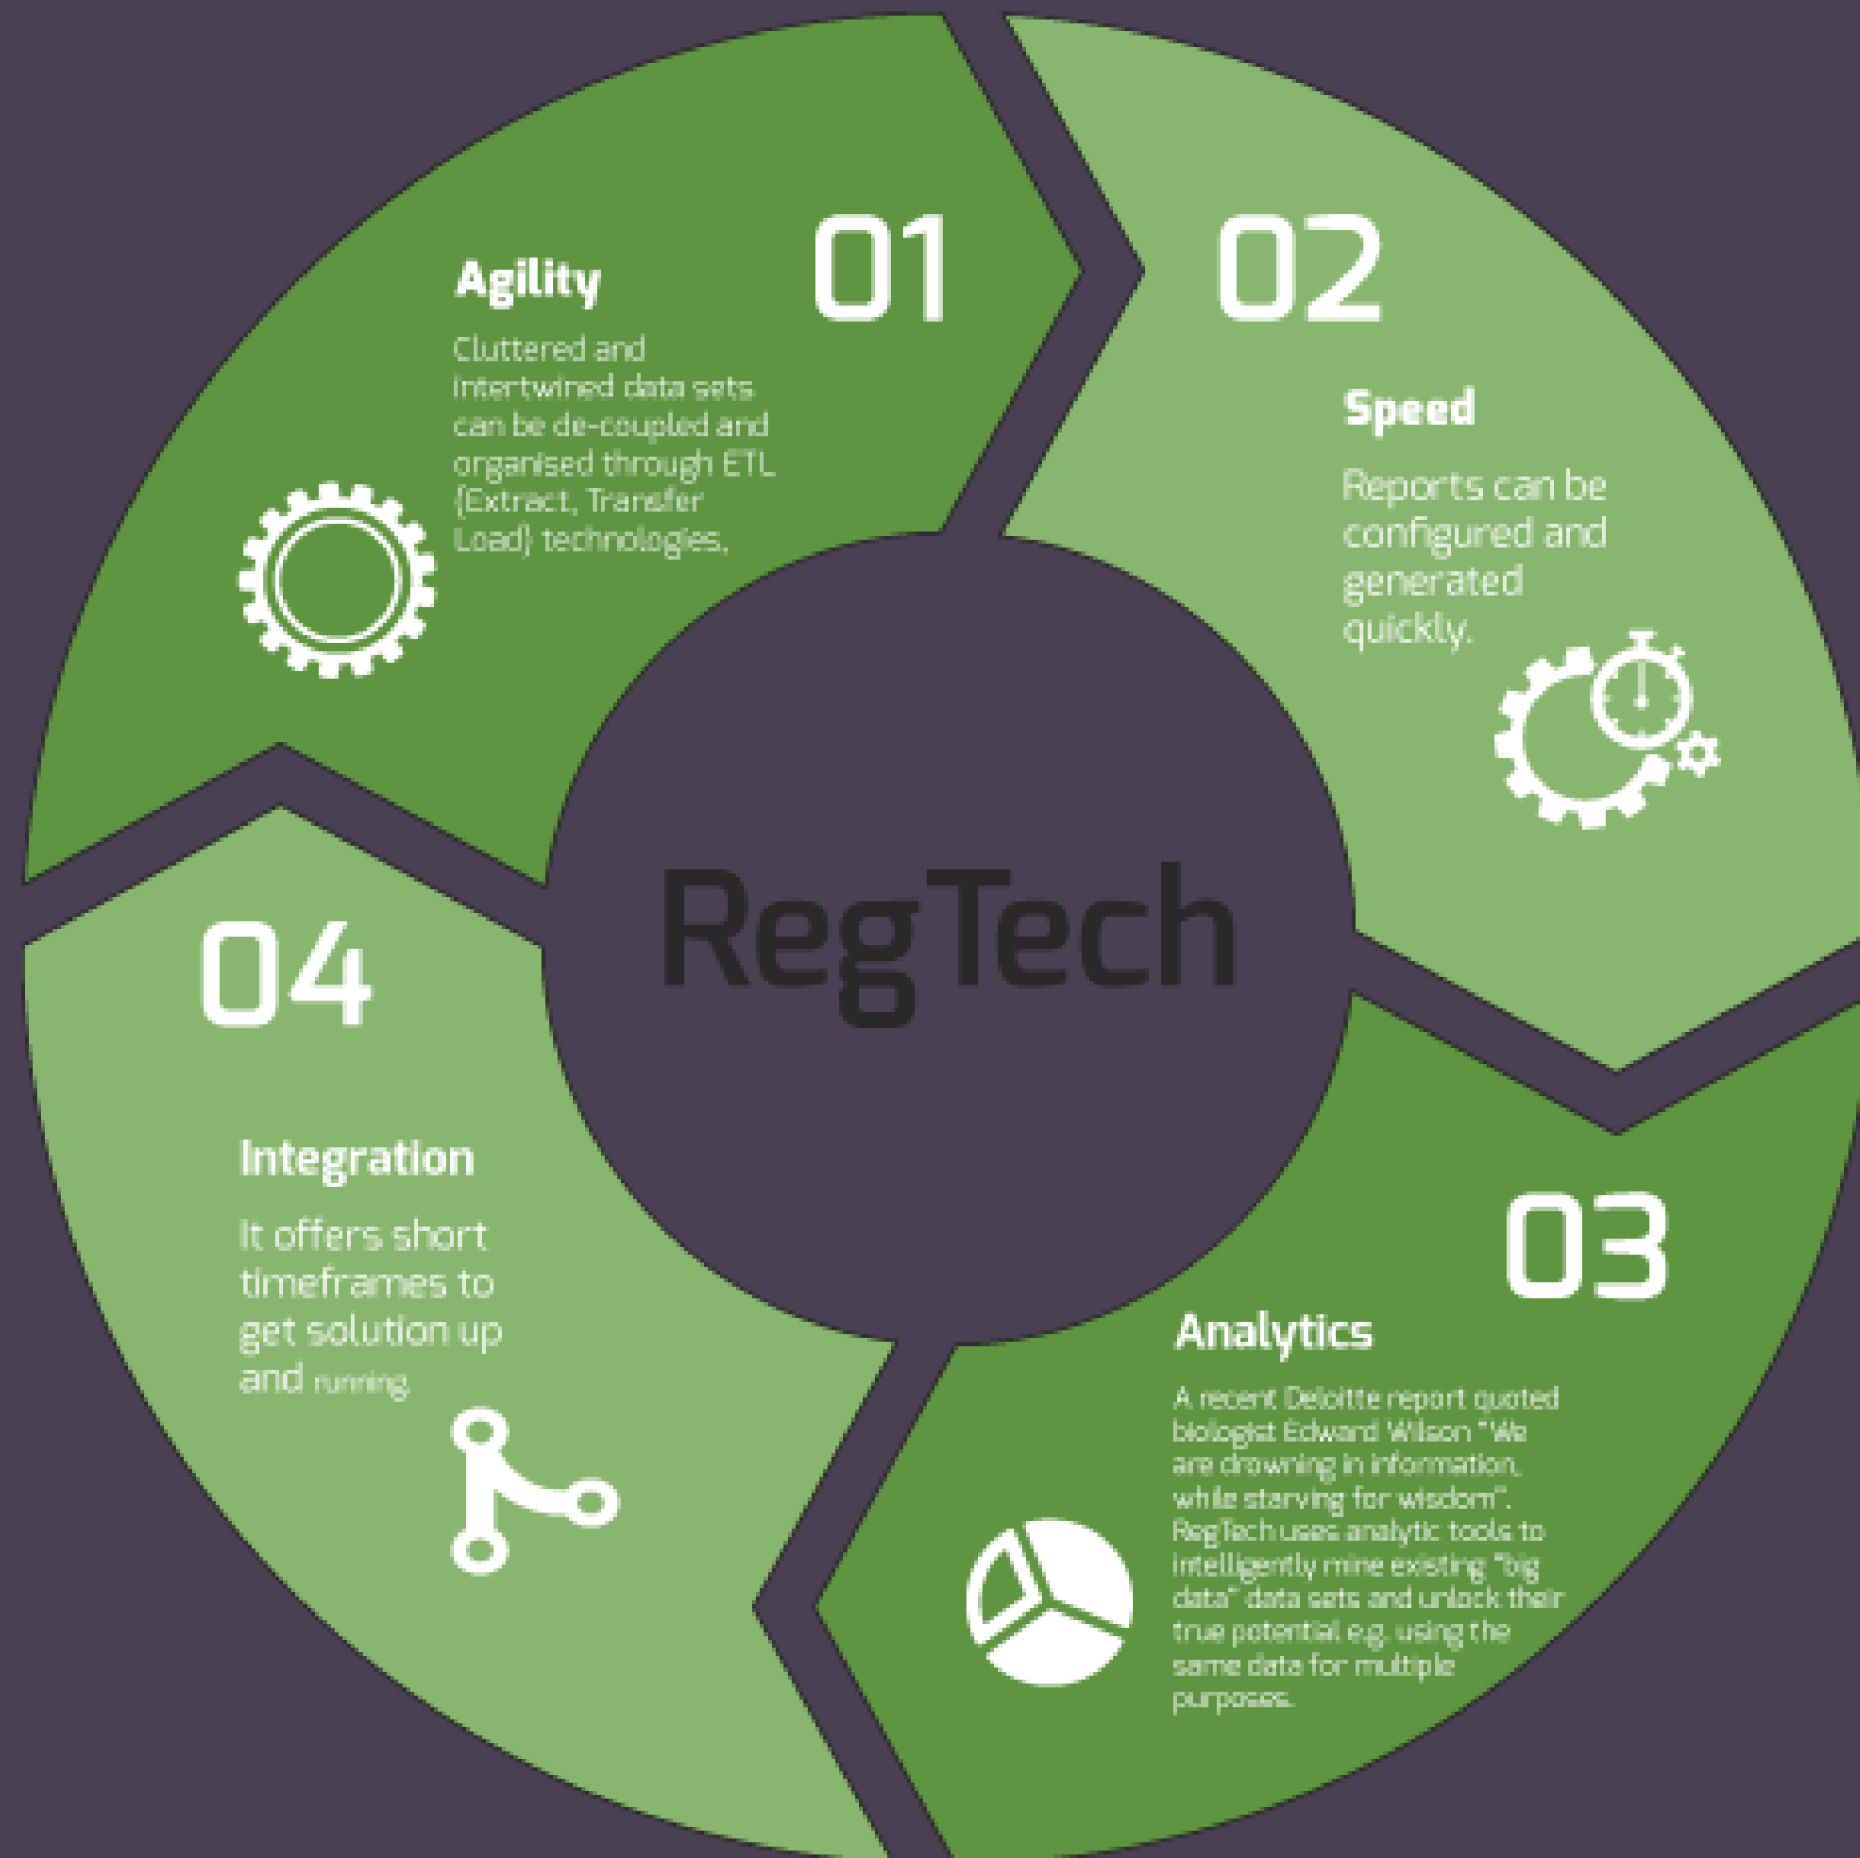 01
Agility
Cluttered and
intertwined data sets
can be de-coupled and
organised through ETL
{Extract, Transfer
Load} technologies,
02
Speed
Reports can be
configured and
generated
quickly.
RegTech
03
Analytics
A recent Deloitte report quoted
biologist Edward Wilson "We
are drowning in information,
while starving for wisdom".
RegTech uses analytic tools to
intelligently mine existing "big
data" data sets and unlock their
true potential e.g. using the
same data for multiple
purposes.
04
Integration
It offers short
timeframes to
get solution up
and running.